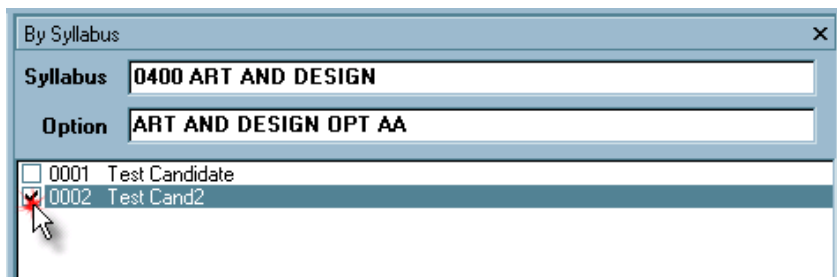 By Syllabus
Syllabus 0400 ART AND DESIGN
Option ART AND DESIGN OPT AA
0001 Test Candidate
0002 Test Cand2